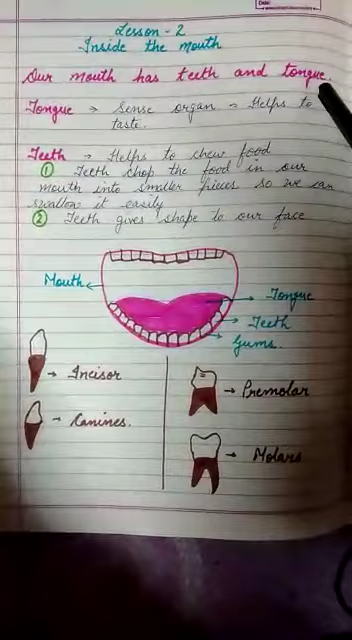 Date:
Lesson - 2
Inside the mouth
Our mouth has teeth and tongue.
Tongue → Sense organ → Helps to
taste.
Teeth → Helps to chew food
① Teeth chop the food in our
mouth into smaller pieces so we can
swallow it easily
② Teeth gives shape to our face
Mouth ←
→ Tongue
→ Teeth
→ Gums.
→ Incisor
→ Premolar
→ Canines.
→ Molars